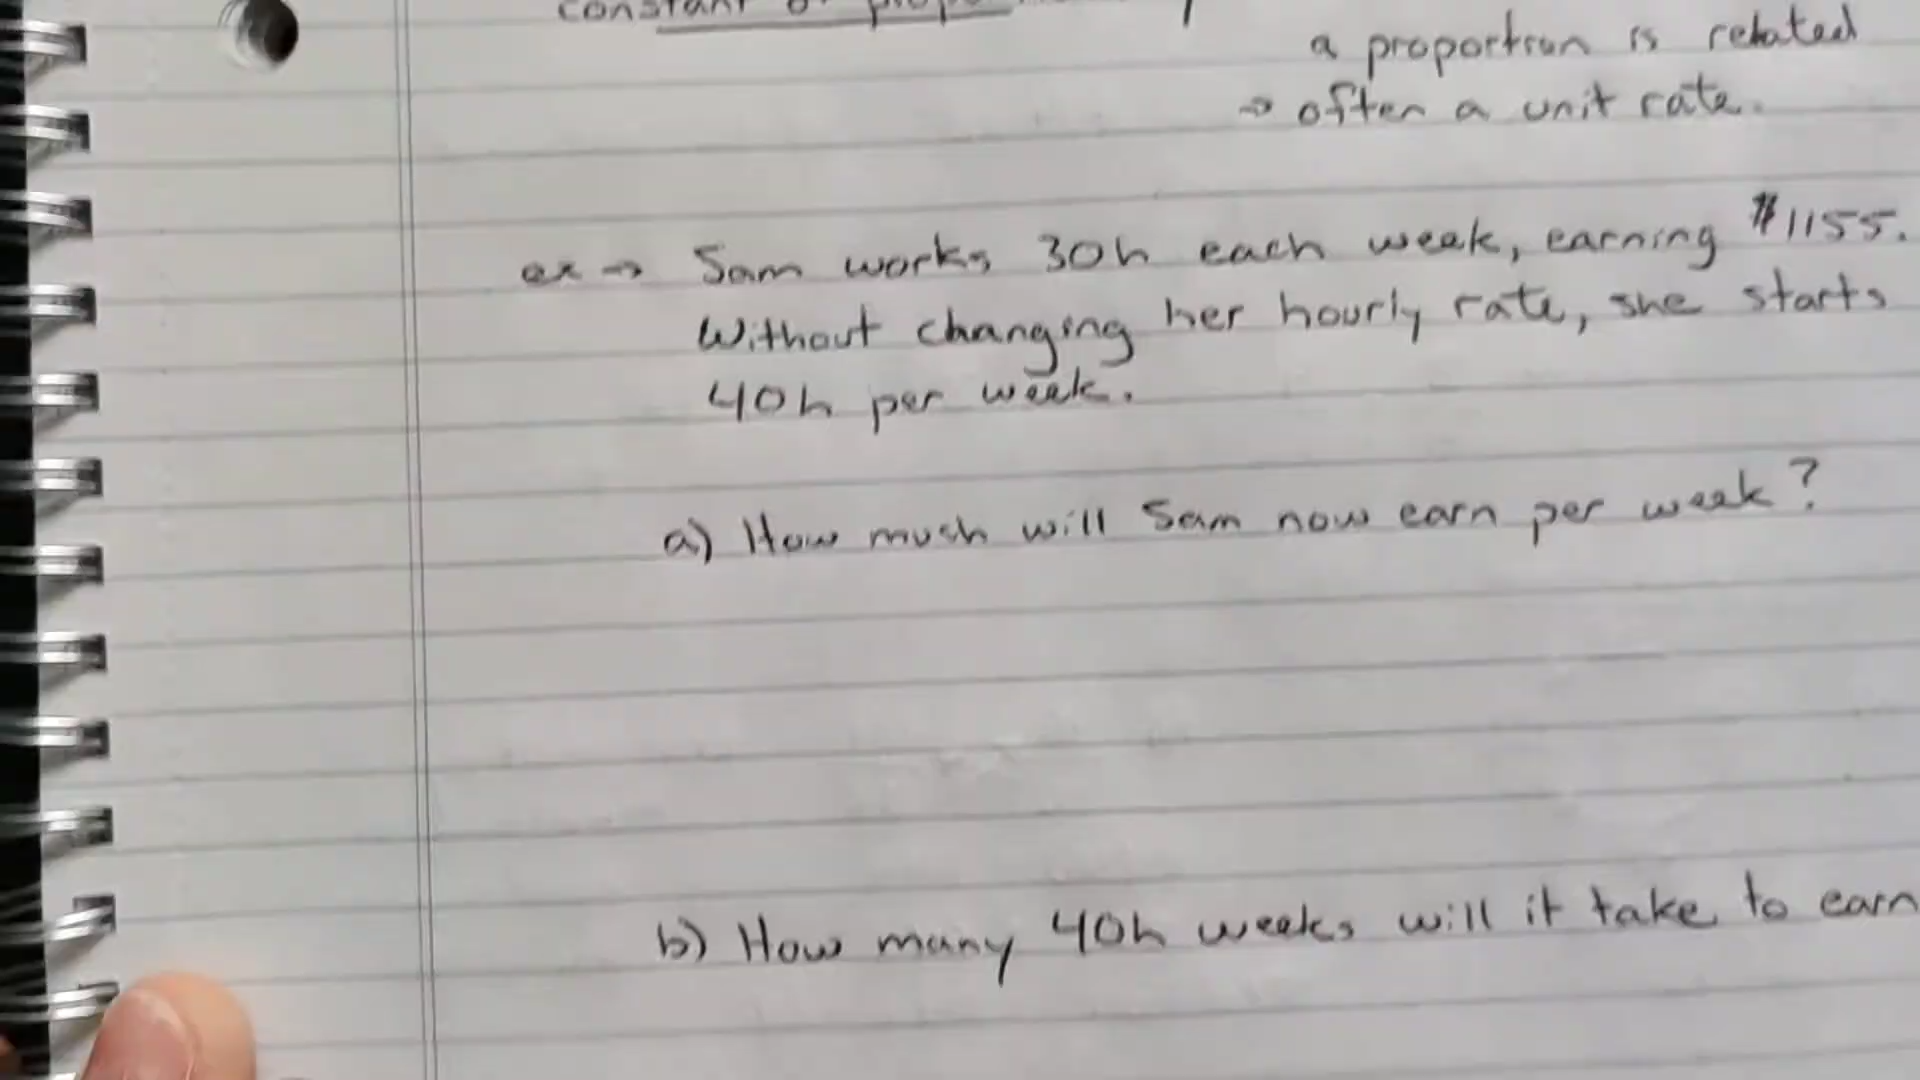 constant of
a proportion is related
→ often a unit rate.
ex → Sam works 30h each week, earning $1155.
Without changing her hourly rate, she starts
40h per week.
a) How much will Sam now earn per week?
b) How many 40h weeks will it take to earn